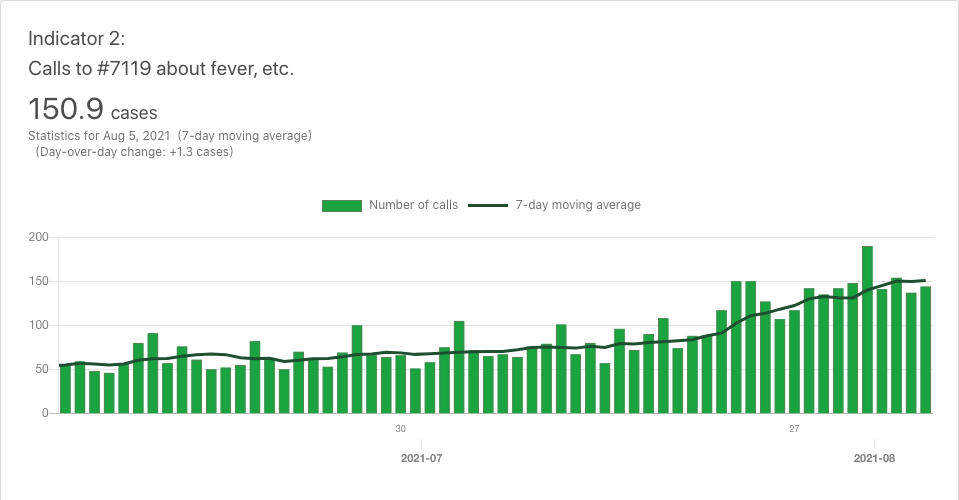 Indicator 2:
Calls to #7119 about fever, etc.
150.9 cases
Statistics for Aug 5, 2021 (7-day moving average)
(Day-over-day change: +1.3 cases)
Number of calls 7-day moving average
200
150
100
50
0
30 27
2021-07 2021-08